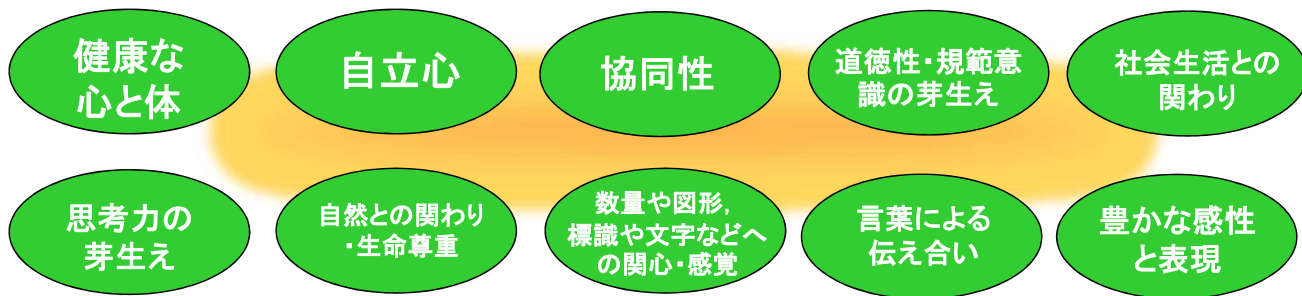 健康な
心と体
自立心
協同性
道徳性・規範意
識の芽生え
社会生活との
関わり
思考力の
芽生え
自然との関わり
・生命尊重
数量や図形,
標識や文字などへ
の関心・感覚
言葉による
伝え合い
豊かな感性
と表現